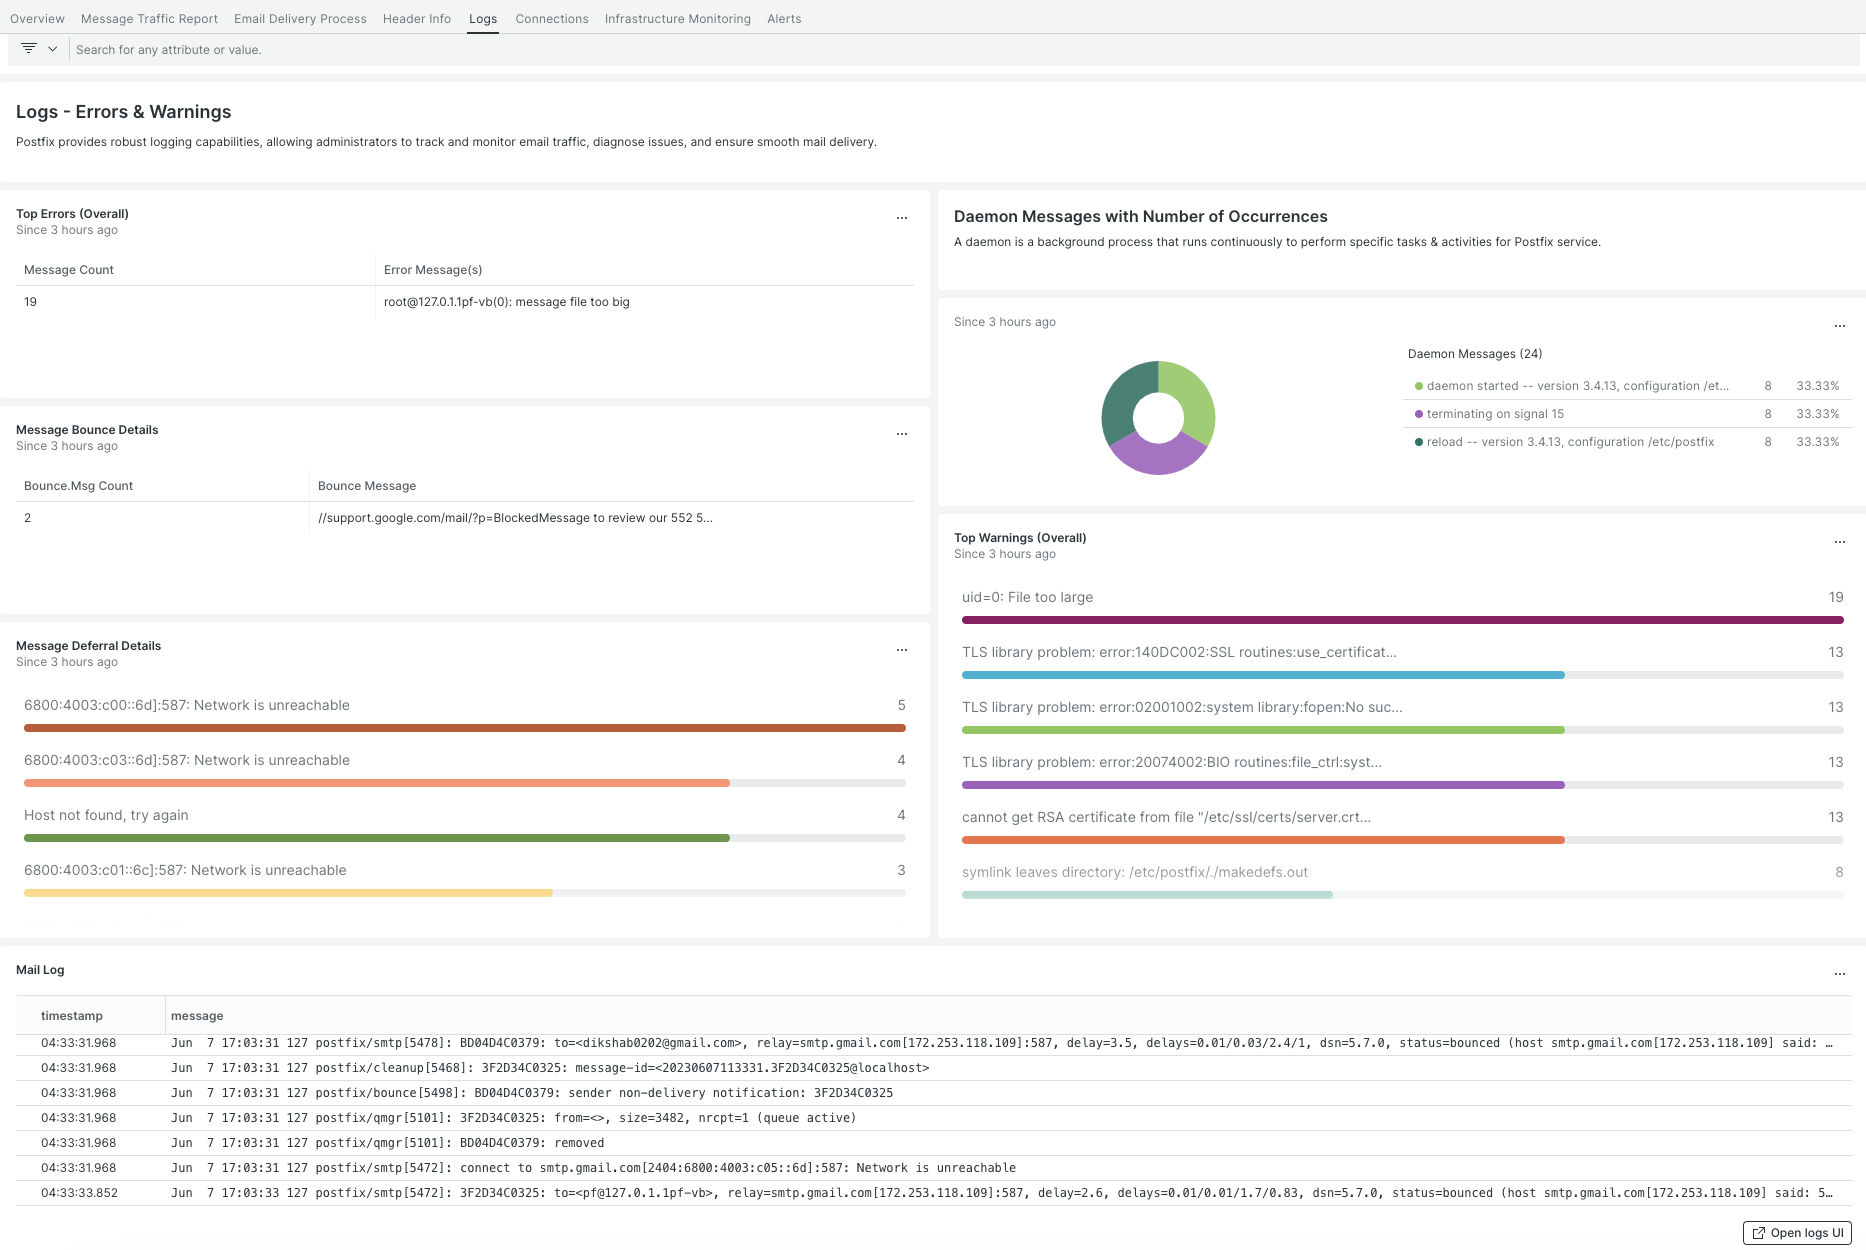 Overview Message Traffic Report Email Delivery Process Header Info Logs Connections Infrastructure Monitoring Alerts
Search for any attribute or value.
Logs - Errors & Warnings
Postfix provides robust logging capabilities, allowing administrators to track and monitor email traffic, diagnose issues, and ensure smooth mail delivery.
Top Errors (Overall)
Since 3 hours ago
Message Count Error Message(s)
19 root@127.0.1.1pf-vb(0): message file too big
Message Bounce Details
Since 3 hours ago
Bounce.Msg Count Bounce Message
2 //support.google.com/mail/?p=BlockedMessage to review our 552 5...
Message Deferral Details
Since 3 hours ago
6800:4003:c00::6d]:587: Network is unreachable 5
6800:4003:c03::6d]:587: Network is unreachable 4
Host not found, try again 4
6800:4003:c01::6c]:587: Network is unreachable 3
Daemon Messages with Number of Occurrences
A daemon is a background process that runs continuously to perform specific tasks & activities for Postfix service.
Since 3 hours ago
Daemon Messages (24)
daemon started -- version 3.4.13, configuration /et... 8 33.33%
terminating on signal 15 8 33.33%
reload -- version 3.4.13, configuration /etc/postfix 8 33.33%
Top Warnings (Overall)
Since 3 hours ago
uid=0: File too large 19
TLS library problem: error:140DC002:SSL routines:use_certificat... 13
TLS library problem: error:02001002:system library:fopen:No suc... 13
TLS library problem: error:20074002:BIO routines:file_ctrl:syst... 13
cannot get RSA certificate from file "/etc/ssl/certs/server.crt... 13
symlink leaves directory: /etc/postfix/./makedefs.out 8
Mail Log
timestamp message
04:33:31.968 Jun  7 17:03:31 127 postfix/smtp[5478]: BD04D4C0379: to=<dikshab0202@gmail.com>, relay=smtp.gmail.com[172.253.118.109]:587, delay=3.5, delays=0.01/0.03/2.4/1, dsn=5.7.0, status=bounced (host smtp.gmail.com[172.253.118.109] said: …
04:33:31.968 Jun  7 17:03:31 127 postfix/cleanup[5468]: 3F2D34C0325: message-id=<20230607113331.3F2D34C0325@localhost>
04:33:31.968 Jun  7 17:03:31 127 postfix/bounce[5498]: BD04D4C0379: sender non-delivery notification: 3F2D34C0325
04:33:31.968 Jun  7 17:03:31 127 postfix/qmgr[5101]: 3F2D34C0325: from=<>, size=3482, nrcpt=1 (queue active)
04:33:31.968 Jun  7 17:03:31 127 postfix/qmgr[5101]: BD04D4C0379: removed
04:33:31.968 Jun  7 17:03:31 127 postfix/smtp[5472]: connect to smtp.gmail.com[2404:6800:4003:c05::6d]:587: Network is unreachable
04:33:33.852 Jun  7 17:03:33 127 postfix/smtp[5472]: 3F2D34C0325: to=<pf@127.0.1.1pf-vb>, relay=smtp.gmail.com[172.253.118.109]:587, delay=2.6, delays=0.01/0.01/1.7/0.83, dsn=5.7.0, status=bounced (host smtp.gmail.com[172.253.118.109] said: 5…
Open logs UI